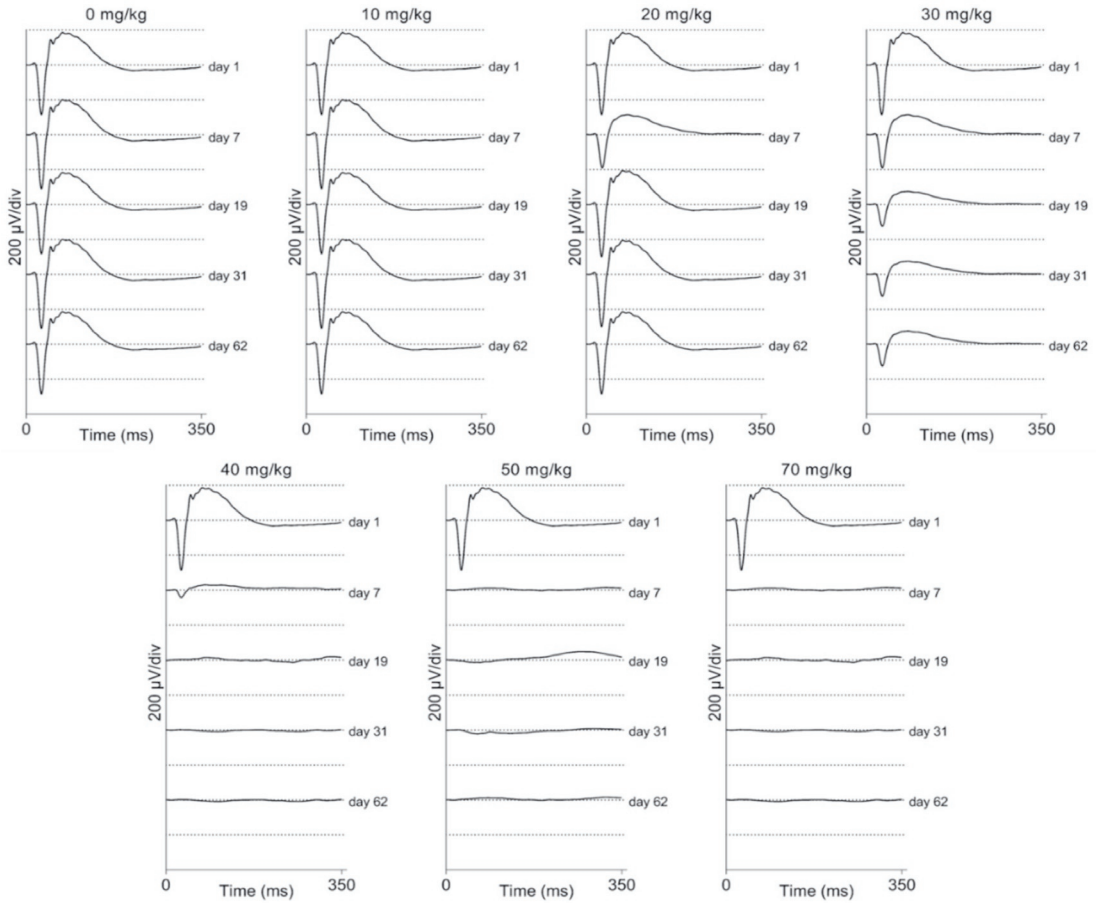 0 mg/kg
day 1
day 7
day 19
day 31
day 62
200 µV/div
0
350
Time (ms)
10 mg/kg
day 1
day 7
day 19
day 31
day 62
200 µV/div
0
350
Time (ms)
20 mg/kg
day 1
day 7
day 19
day 31
day 62
200 µV/div
0
350
Time (ms)
30 mg/kg
day 1
day 7
day 19
day 31
day 62
200 µV/div
0
350
Time (ms)
40 mg/kg
day 1
day 7
day 19
day 31
day 62
200 µV/div
0
350
Time (ms)
50 mg/kg
day 1
day 7
day 19
day 31
day 62
200 µV/div
0
350
Time (ms)
70 mg/kg
day 1
day 7
day 19
day 31
day 62
200 µV/div
0
350
Time (ms)